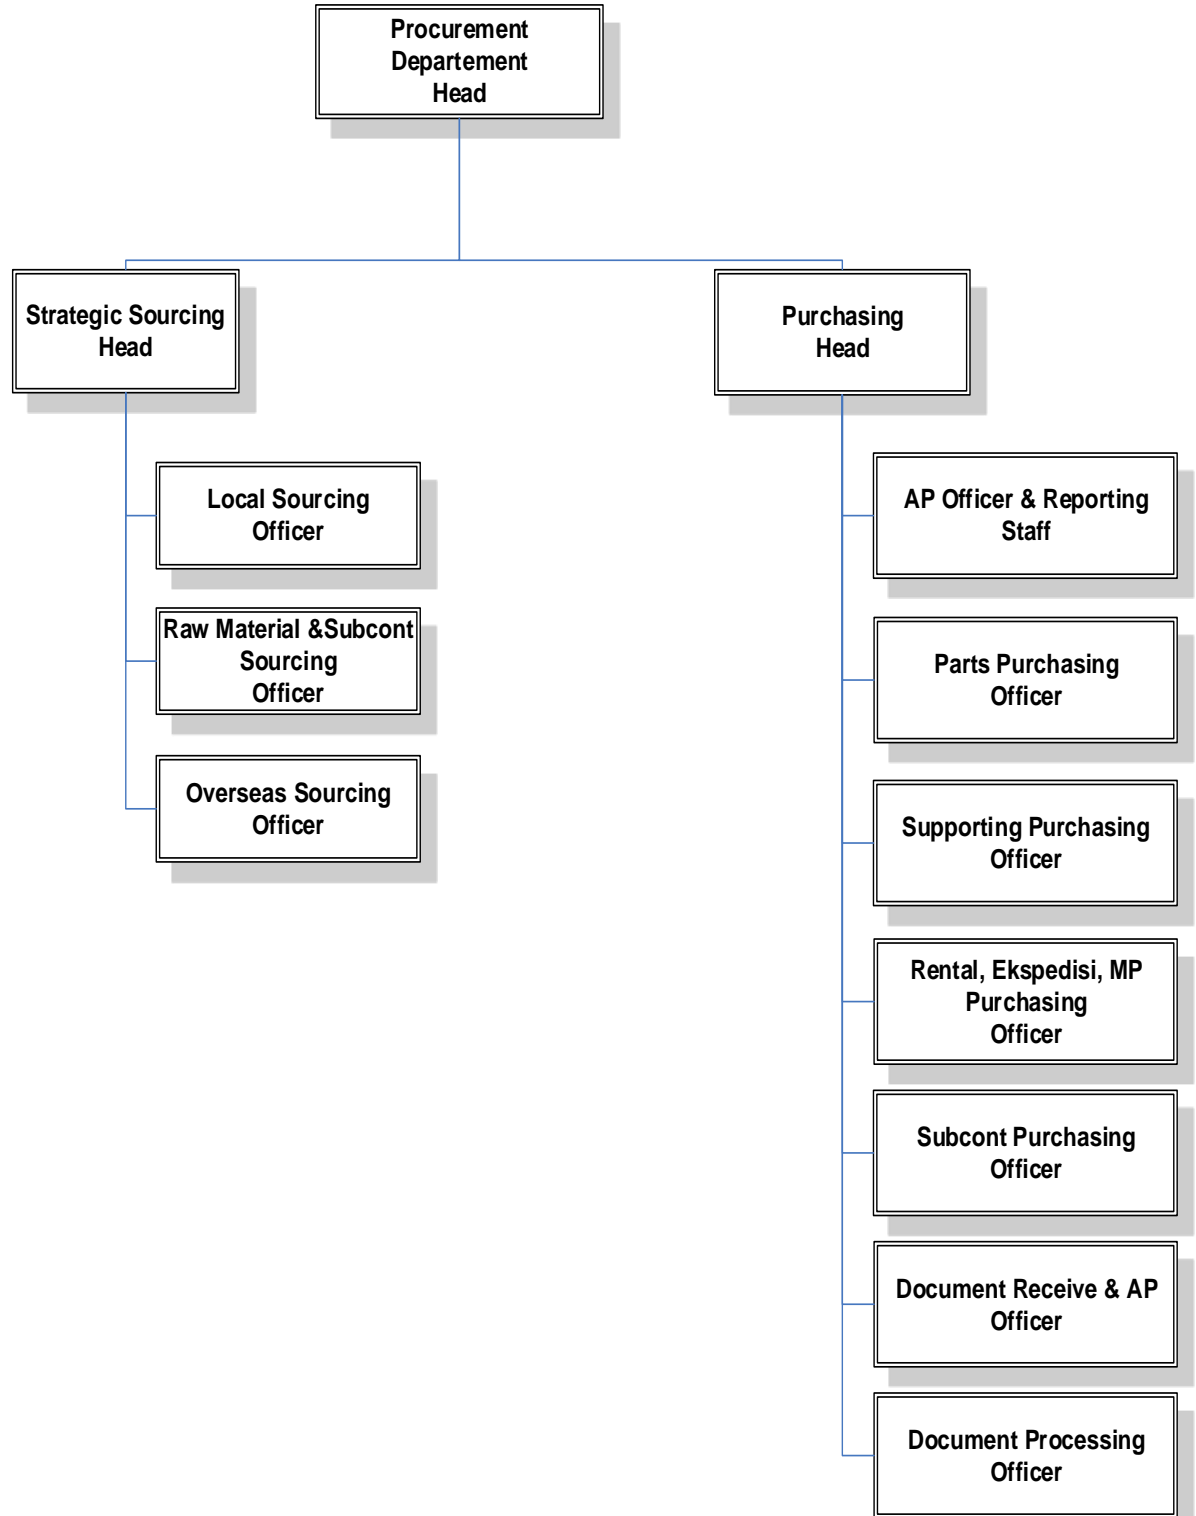 Procurement
Departement
Head
Strategic Sourcing
Head
Purchasing
Head
Local Sourcing
Officer
Raw Material &Subcont
Sourcing
Officer
Overseas Sourcing
Officer
AP Officer & Reporting
Staff
Parts Purchasing
Officer
Supporting Purchasing
Officer
Rental, Ekspedisi, MP
Purchasing
Officer
Subcont Purchasing
Officer
Document Receive & AP
Officer
Document Processing
Officer